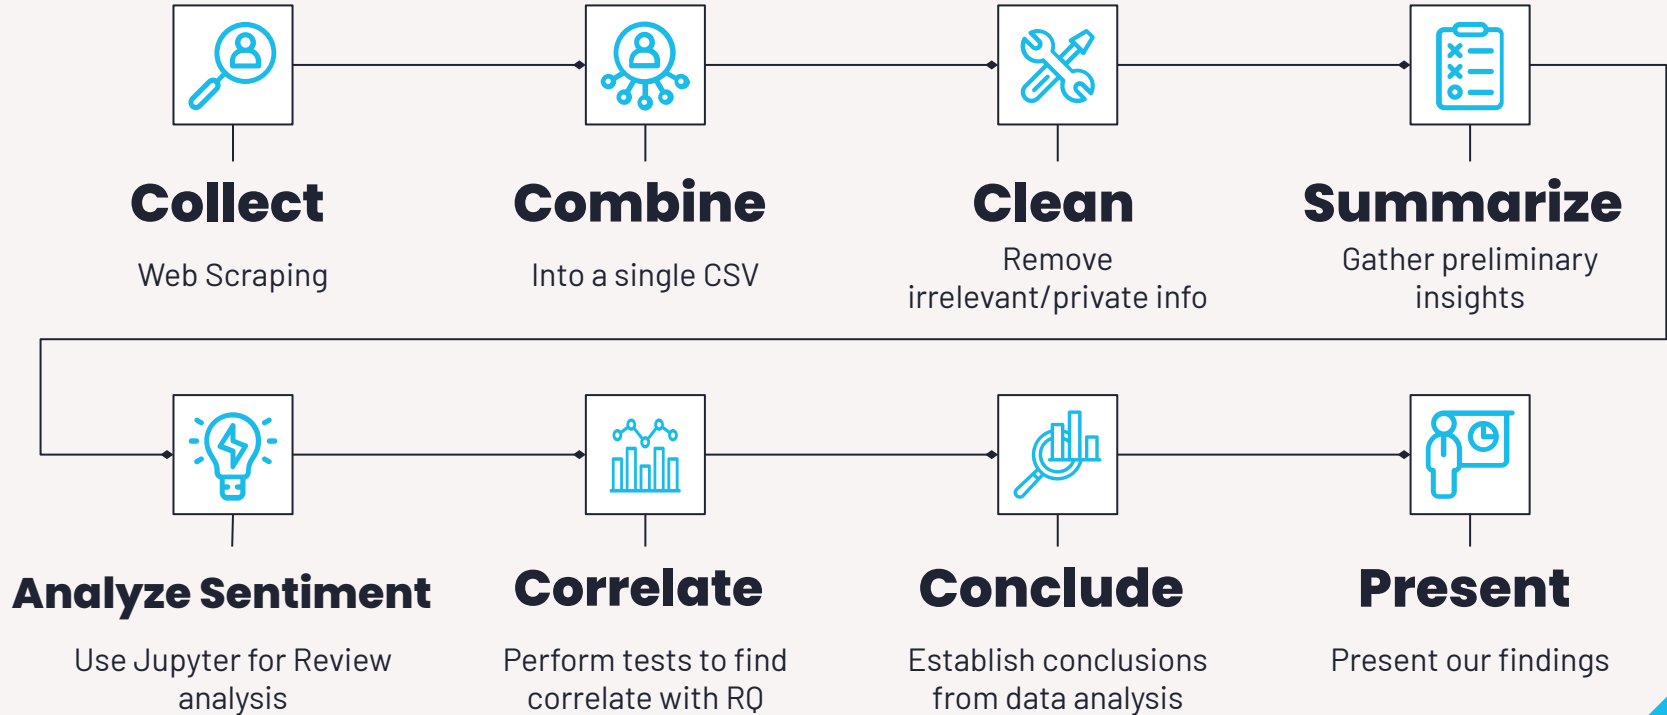 Collect
Combine
Clean
Summarize
Web Scraping
Into a single CSV
Remove
irrelevant/private info
Gather preliminary
insights
Analyze Sentiment
Correlate
Conclude
Present
Use Jupyter for Review
analysis
Perform tests to find
correlate with RQ
Establish conclusions
from data analysis
Present our findings